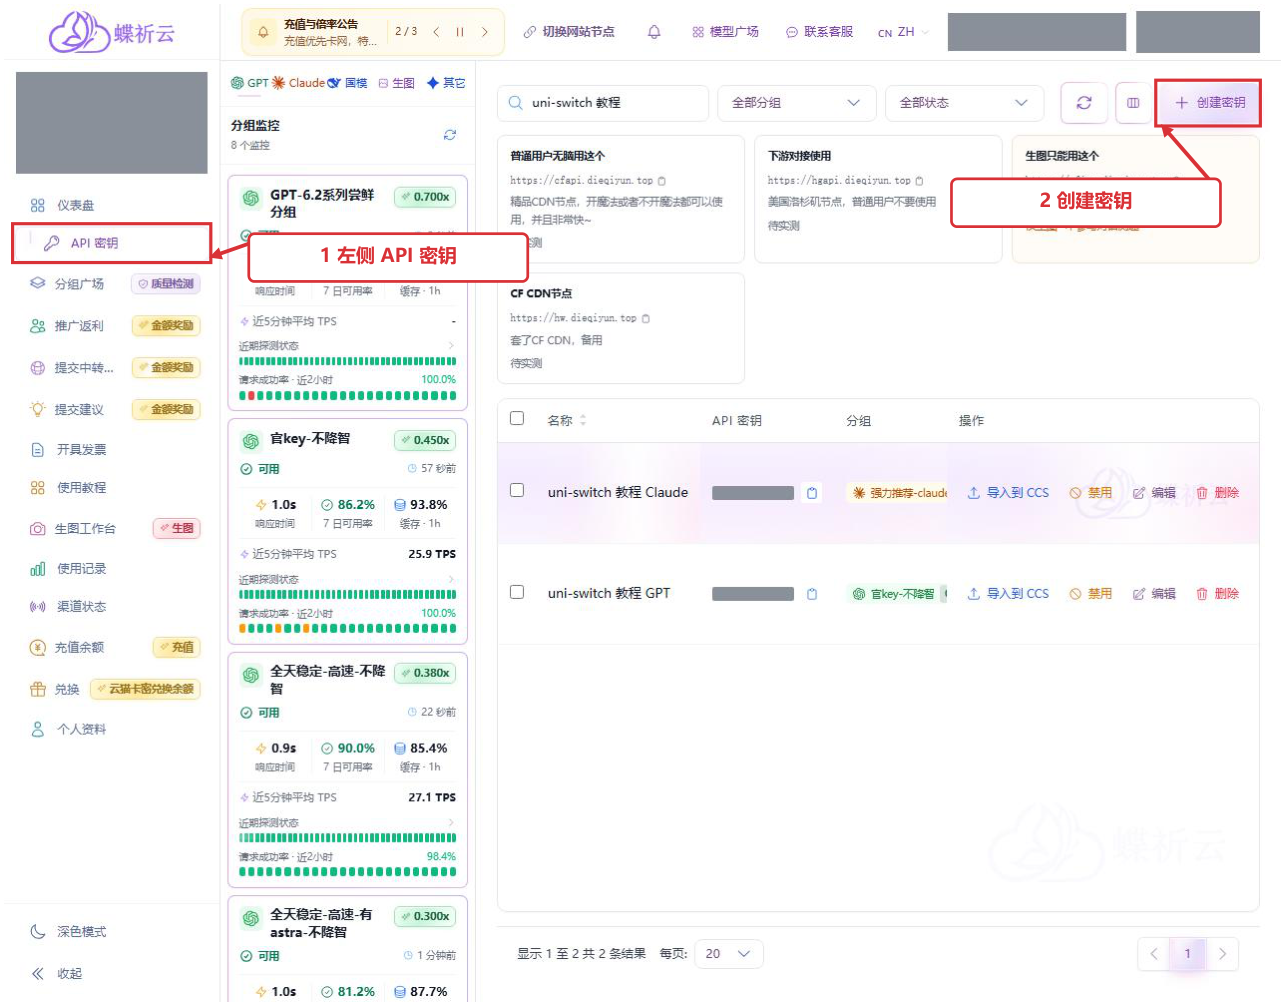 蝶祈云
充值与倍率公告
充值优先卡网，特...
2 / 3
切换网站节点
模型广场
联系客服
CN ZH
仪表盘
API 密钥
分组广场
质量检测
推广返利
金额奖励
提交中转...
金额奖励
提交建议
金额奖励
开具发票
使用教程
生图工作台
生图
使用记录
渠道状态
充值余额
充值
兑换
云猫卡密兑换余额
个人资料
深色模式
收起
GPT
Claude
国模
生图
其它
分组监控
8 个监控
GPT-6.2系列尝鲜
分组
0.700x
1 左侧 API 密钥
响应时间
7 日可用率
缓存 · 1h
近5分钟平均 TPS
-
近期探测状态
请求成功率 · 近2小时
100.0%
官key-不降智
0.450x
可用
57 秒前
1.0s
86.2%
93.8%
响应时间
7 日可用率
缓存 · 1h
近5分钟平均 TPS
25.9 TPS
近期探测状态
请求成功率 · 近2小时
100.0%
全天稳定-高速-不降
智
0.380x
可用
22 秒前
0.9s
90.0%
85.4%
响应时间
7 日可用率
缓存 · 1h
近5分钟平均 TPS
27.1 TPS
近期探测状态
请求成功率 · 近2小时
98.4%
全天稳定-高速-有
astra-不降智
0.300x
可用
1 分钟前
1.0s
81.2%
87.7%
uni-switch 教程
全部分组
全部状态
创建密钥
普通用户无脑用这个
https://cfapi.dieqiyun.top
精品CDN节点，开魔法或者不开魔法都可以使
用，并且非常快~
下游对接使用
https://hgapi.dieqiyun.top
美国洛杉矶节点，普通用户不要使用
待实测
生图只能用这个
2 创建密钥
CF CDN节点
https://hw.dieqiyun.top
套了CF CDN，备用
待实测
名称
API 密钥
分组
操作
uni-switch 教程 Claude
强力推荐-claude
导入到 CCS
禁用
编辑
删除
uni-switch 教程 GPT
官key-不降智
导入到 CCS
禁用
编辑
删除
蝶祈云
显示 1 至 2 共 2 条结果
每页:
20
1